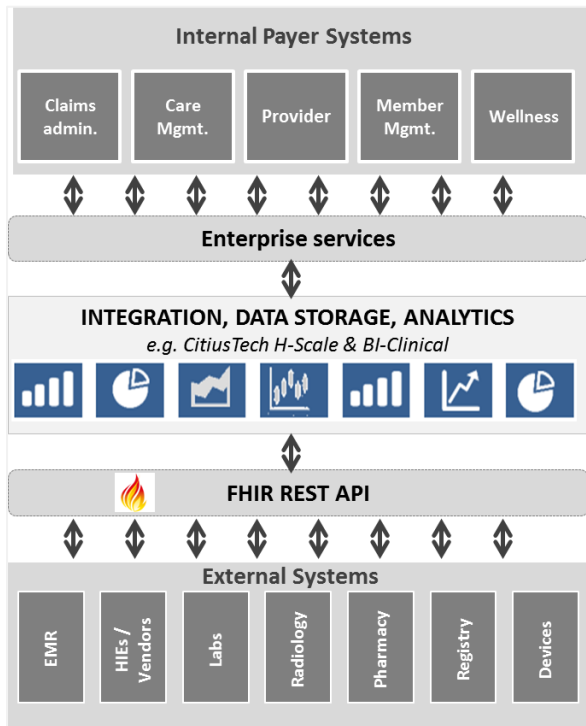 Internal Payer Systems
Claims
admin.
Care
Mgmt.
Provider
Member
Mgmt.
Wellness
Enterprise services
INTEGRATION, DATA STORAGE, ANALYTICS
e.g. CitiusTech H-Scale & BI-Clinical
FHIR REST API
External Systems
EMR
HIEs /
Vendors
Labs
Radiology
Pharmacy
Registry
Devices